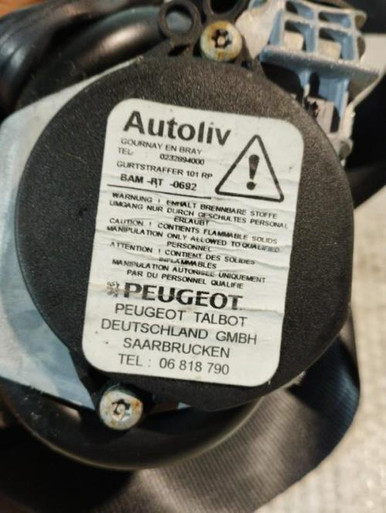 Autoliv
GOURNAY EN BRAY
TEL. 0232894000
GURTSTRAFFER 101 RP
BAM -RT -0692
WARNUNG ! ENHALT BRENNBARE STOFFE
UMGANG NUR DURCH GESCHULTES PERSONAL
ERLAUBT
CAUTION ! CONTIENTS FLAMMABLE SOLIDS
MANIPULATION ONLY ALLOWED TO QUALIFIED
PERSONNEL
ATTENTION ! CONTIENT DES SOLIDES
INFLAMMABLES
MANIPULATION AUTORISEE UNIQUEMENT
PAR DU PERSONNEL QUALIFIE
PEUGEOT
PEUGEOT TALBOT
DEUTSCHLAND GMBH
SAARBRUCKEN
TEL : 06 818 790